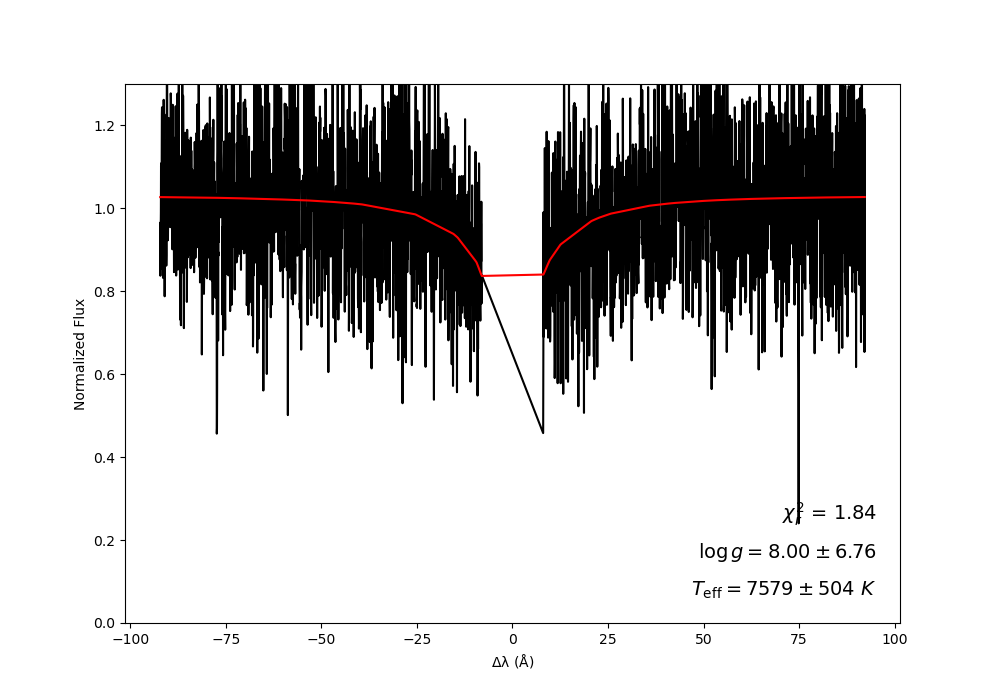 1.2
1.0
0.8
0.6
0.4
0.2
0.0
Normalized Flux
χ²ᵣ = 1.84
log g = 8.00 ± 6.76
T_eff = 7579 ± 504 K
−100 −75 −50 −25 0 25 50 75 100
Δλ (Å)